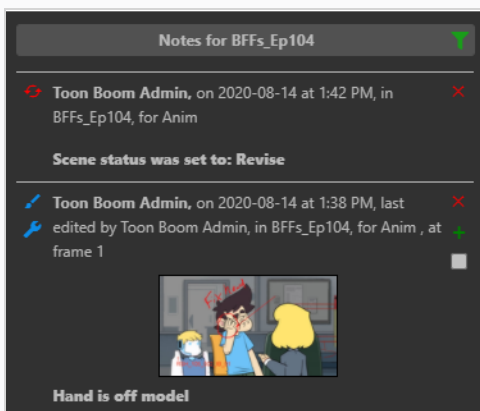 Notes for BFFs_Ep104
Toon Boom Admin, on 2020-08-14 at 1:42 PM, in
BFFs_Ep104, for Anim
Scene status was set to: Revise
Toon Boom Admin, on 2020-08-14 at 1:38 PM, last
edited by Toon Boom Admin, in BFFs_Ep104, for Anim , at
frame 1
Hand is off model